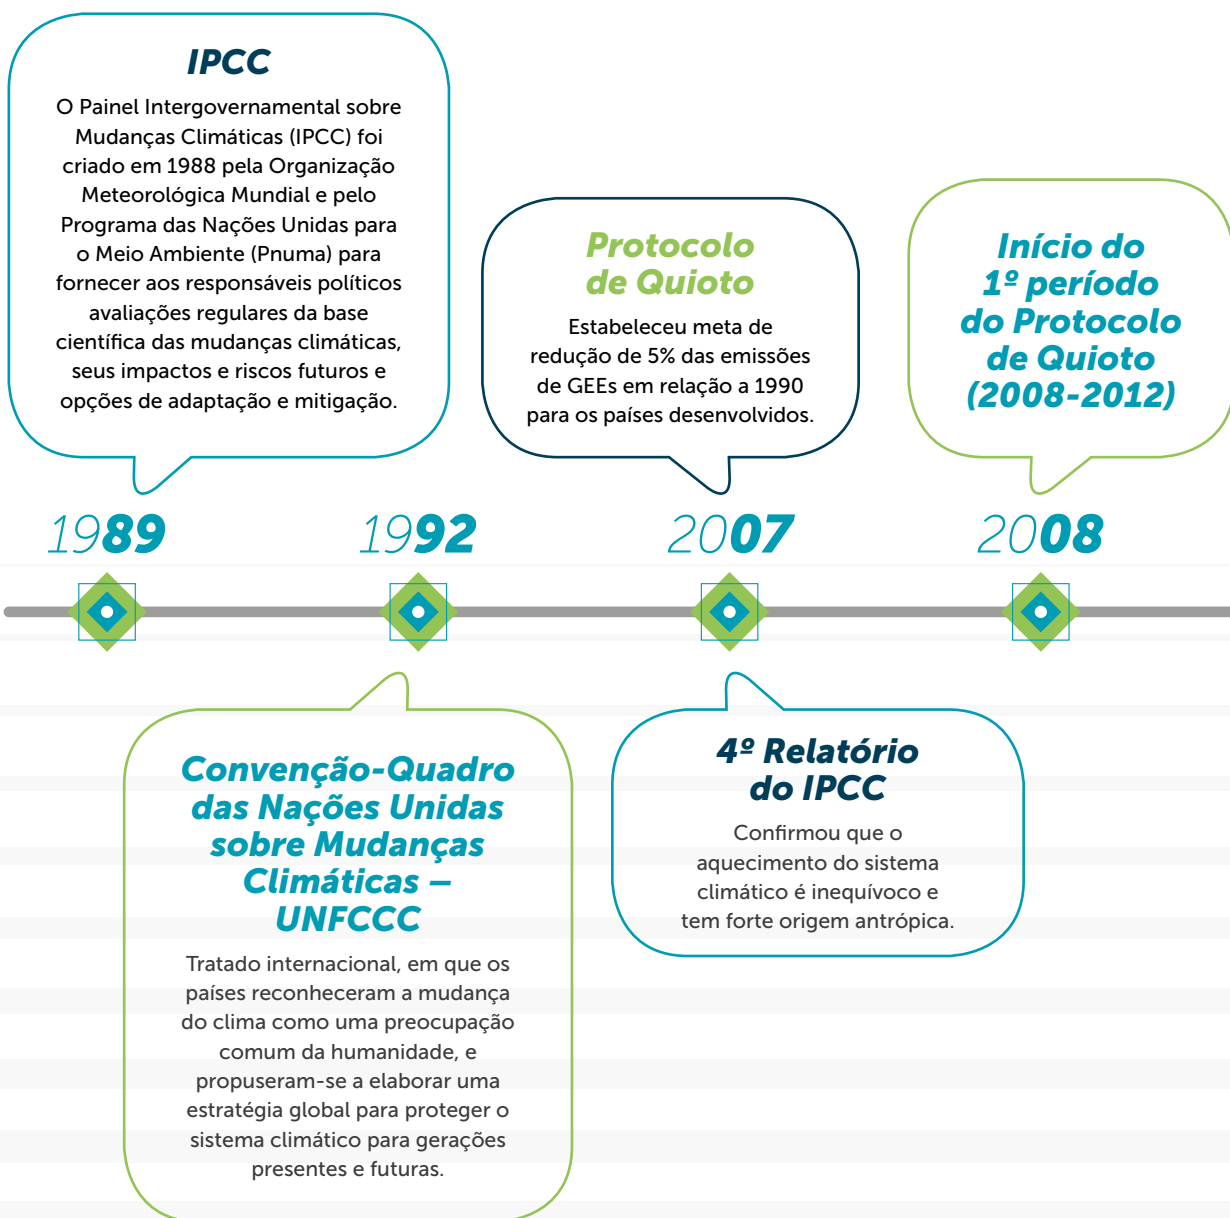 IPCC
O Painel Intergovernamental sobre
Mudanças Climáticas (IPCC) foi
criado em 1988 pela Organização
Meteorológica Mundial e pelo
Programa das Nações Unidas para
o Meio Ambiente (Pnuma) para
fornecer aos responsáveis políticos
avaliações regulares da base
científica das mudanças climáticas,
seus impactos e riscos futuros e
opções de adaptação e mitigação.
Protocolo
de Quioto
Estabeleceu meta de
redução de 5% das emissões
de GEEs em relação a 1990
para os países desenvolvidos.
Início do
1º período
do Protocolo
de Quioto
(2008-2012)
1989
1992
2007
2008
Convenção-Quadro
das Nações Unidas
sobre Mudanças
Climáticas –
UNFCCC
Tratado internacional, em que os
países reconheceram a mudança
do clima como uma preocupação
comum da humanidade, e
propuseram-se a elaborar uma
estratégia global para proteger o
sistema climático para gerações
presentes e futuras.
4º Relatório
do IPCC
Confirmou que o
aquecimento do sistema
climático é inequívoco e
tem forte origem antrópica.